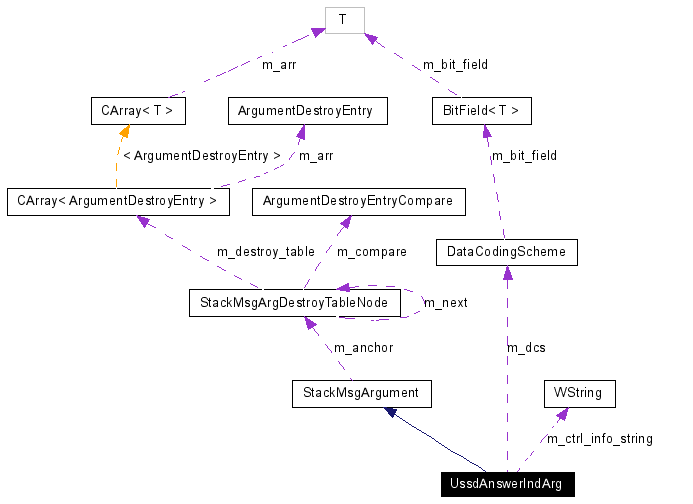 T
m_arr
m_bit_field
CArray< T >
ArgumentDestroyEntry
BitField< T >
< ArgumentDestroyEntry >
m_arr
m_bit_field
CArray< ArgumentDestroyEntry >
ArgumentDestroyEntryCompare
m_destroy_table
m_compare
DataCodingScheme
StackMsgArgDestroyTableNode
m_next
m_anchor
m_dcs
StackMsgArgument
WString
m_ctrl_info_string
UssdAnswerIndArg